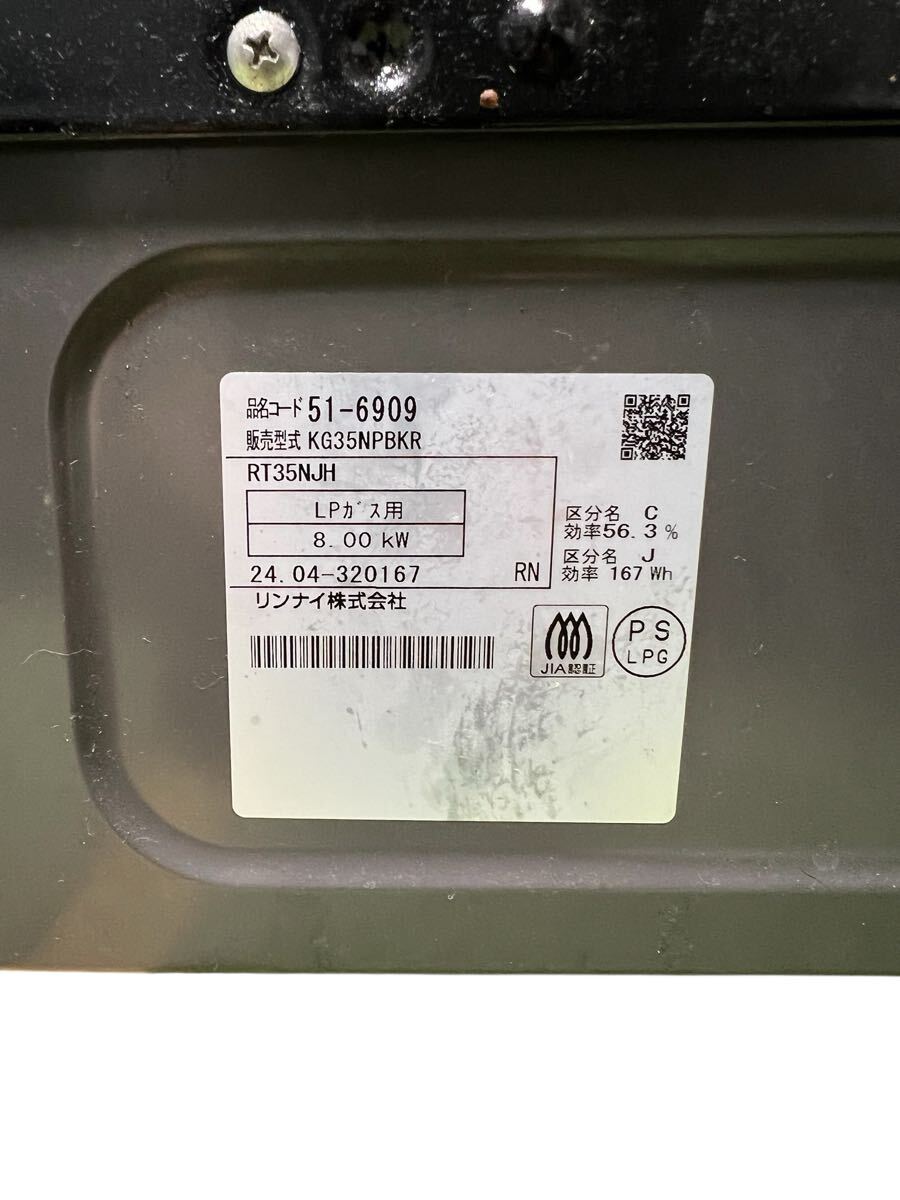 品名コード 51-6909
販売型式 KG35NPBKR
RT35NJH
LPガス用
8.00 kW
24.04-320167 RN
リンナイ株式会社
区分名 C
効率56.3%
区分名 J
効率 167Wh
JIA認証
PS
LPG